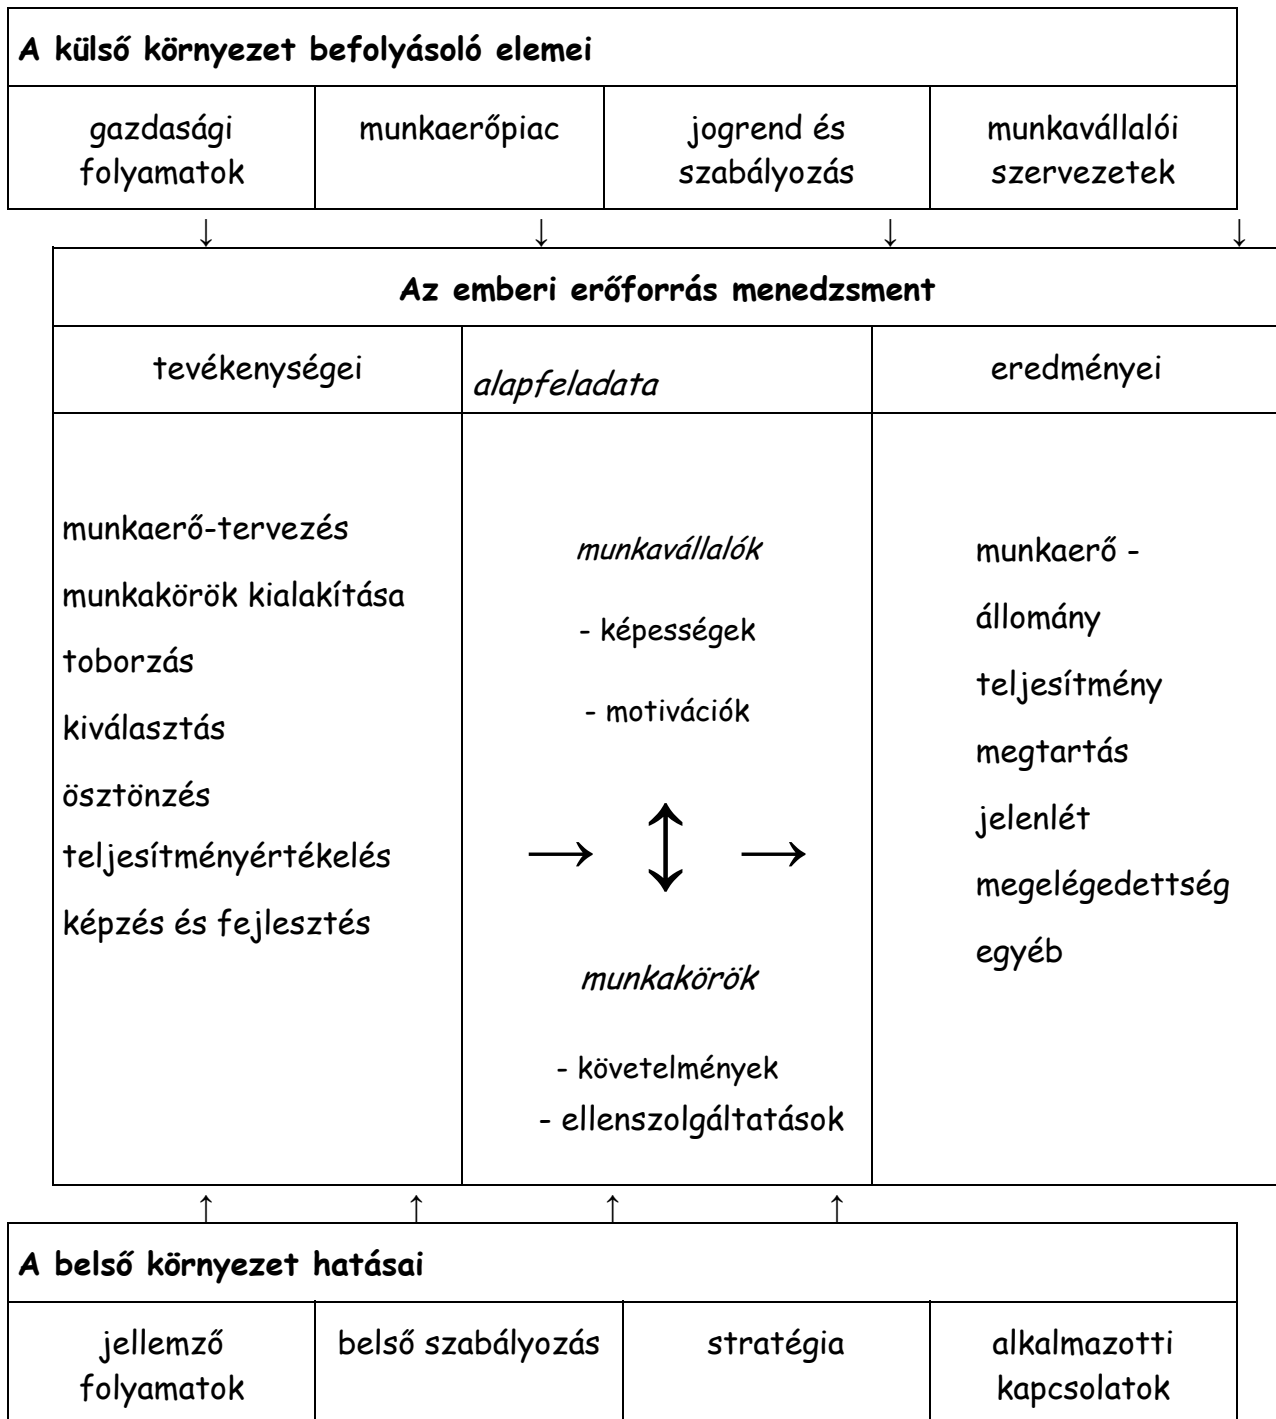 A külső környezet befolyásoló elemei
gazdasági
folyamatok
munkaerőpiac
jogrend és
szabályozás
munkavállalói
szervezetek
↓ ↓ ↓ ↓
Az emberi erőforrás menedzsment
tevékenységei
alapfeladata
eredményei
munkaerő-tervezés
munkakörök kialakítása
toborzás
kiválasztás
ösztönzés
teljesítményértékelés
képzés és fejlesztés
munkavállalók
- képességek
- motivációk
→ ↕ →
munkakörök
- követelmények
- ellenszolgáltatások
munkaerő -
állomány
teljesítmény
megtartás
jelenlét
megelégedettség
egyéb
↑ ↑ ↑ ↑
A belső környezet hatásai
jellemző
folyamatok
belső szabályozás
stratégia
alkalmazotti
kapcsolatok